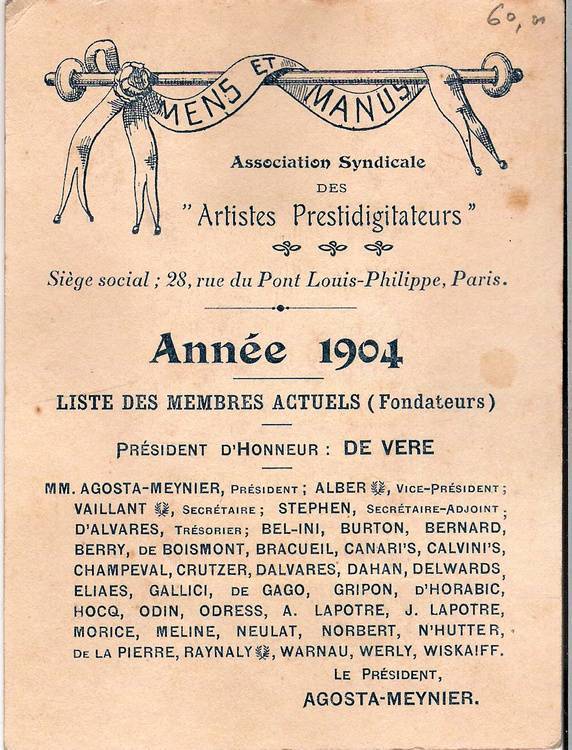 60,00
MENS ET MANUS
Association Syndicale
DES
"Artistes Prestidigitateurs"
Siège social ; 28, rue du Pont Louis-Philippe, Paris.
Année 1904
LISTE DES MEMBRES ACTUELS (Fondateurs)
PRÉSIDENT D'HONNEUR : DE VERE
MM. AGOSTA-MEYNIER, PRÉSIDENT ; ALBER, VICE-PRÉSIDENT ;
VAILLANT, SECRÉTAIRE ; STEPHEN, SECRÉTAIRE-ADJOINT ;
D'ALVARES, TRÉSORIER ; BEL-INI, BURTON, BERNARD,
BERRY, DE BOISMONT, BRACUEIL, CANARI'S, CALVINI'S,
CHAMPEVAL, CRUTZER, DALVARES, DAHAN, DELWARDS,
ELIAES, GALLICI, DE GAGO, GRIPON, D'HORABIC,
HOCQ, ODIN, ODRESS, A. LAPOTRE, J. LAPOTRE,
MORICE, MELINE, NEULAT, NORBERT, N'HUTTER,
DE LA PIERRE, RAYNALY, WARNAU, WERLY, WISKAIFF.
LE PRÉSIDENT,
AGOSTA-MEYNIER.